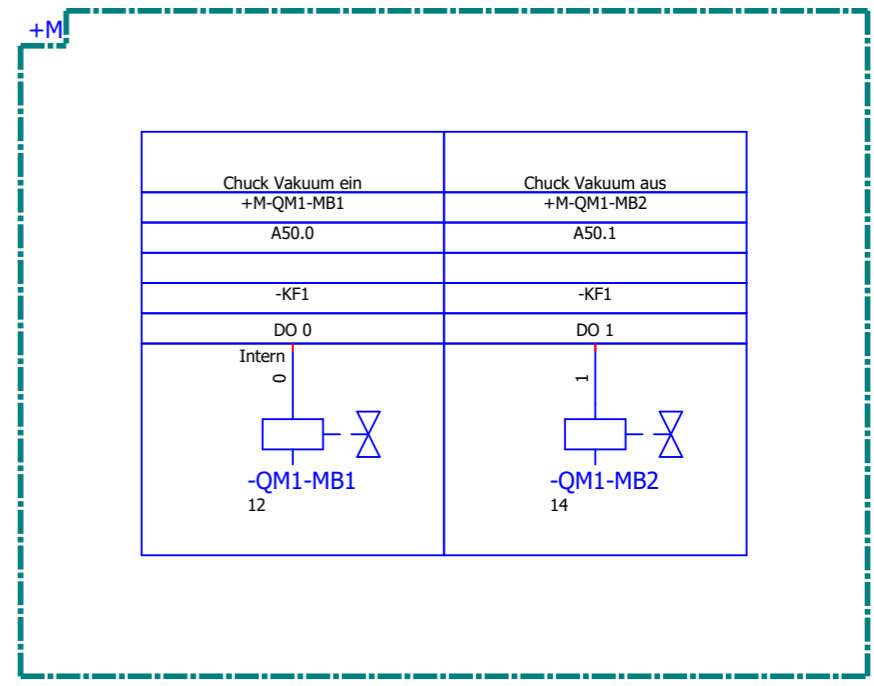 +M
Chuck Vakuum ein Chuck Vakuum aus
+M-QM1-MB1 +M-QM1-MB2
A50.0 A50.1
-KF1 -KF1
DO 0 DO 1
Intern
0 1
-QM1-MB1 -QM1-MB2
12 14